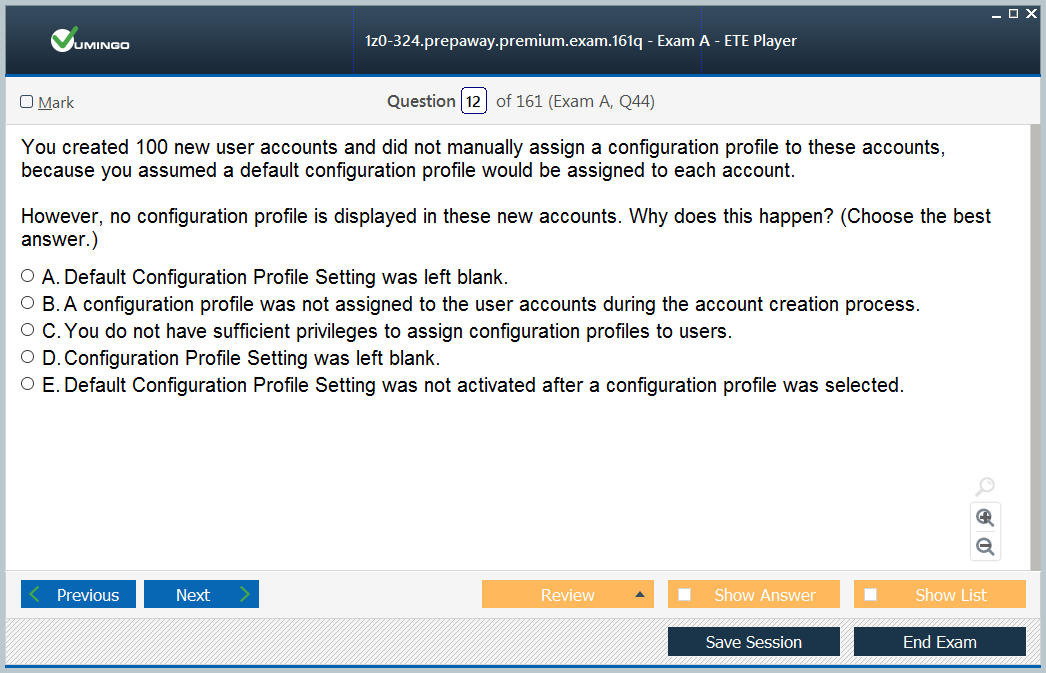 VUMINGO
1z0-324.prepaway.premium.exam.161q - Exam A - ETE Player
Mark
Question 12 of 161 (Exam A, Q44)
You created 100 new user accounts and did not manually assign a configuration profile to these accounts,
because you assumed a default configuration profile would be assigned to each account.
However, no configuration profile is displayed in these new accounts. Why does this happen? (Choose the best
answer.)
A. Default Configuration Profile Setting was left blank.
B. A configuration profile was not assigned to the user accounts during the account creation process.
C. You do not have sufficient privileges to assign configuration profiles to users.
D. Configuration Profile Setting was left blank.
E. Default Configuration Profile Setting was not activated after a configuration profile was selected.
Previous
Next
Review
Show Answer
Show List
Save Session
End Exam